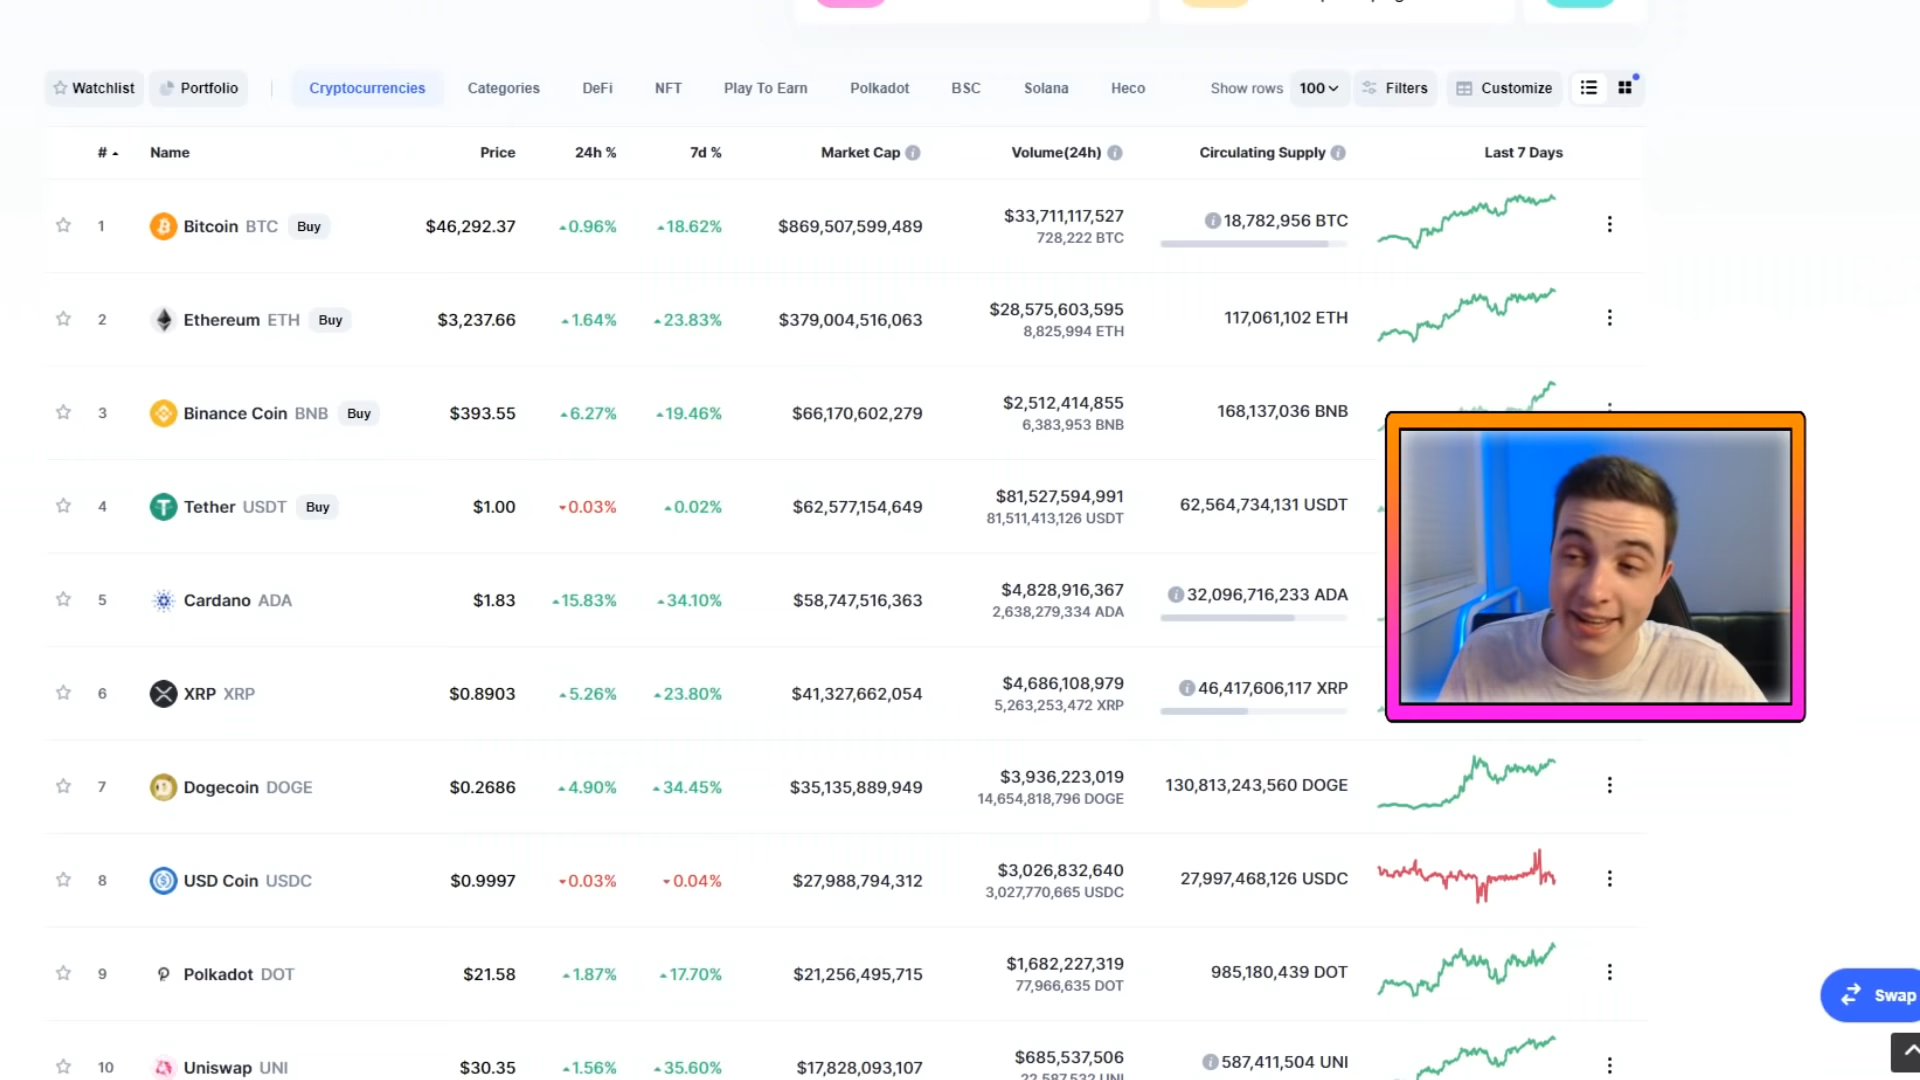 Watchlist Portfolio Cryptocurrencies Categories DeFi NFT Play To Earn Polkadot BSC Solana Heco Show rows 100 Filters Customize
# Name Price 24h % 7d % Market Cap Volume(24h) Circulating Supply Last 7 Days
1 Bitcoin BTC Buy $46,292.37 0.96% 18.62% $869,507,599,489 $33,711,117,527 18,782,956 BTC
728,222 BTC
2 Ethereum ETH Buy $3,237.66 1.64% 23.83% $379,004,516,063 $28,575,603,595 117,061,102 ETH
8,825,994 ETH
3 Binance Coin BNB Buy $393.55 6.27% 19.46% $66,170,602,279 $2,512,414,855 168,137,036 BNB
6,383,953 BNB
4 Tether USDT Buy $1.00 0.03% 0.02% $62,577,154,649 $81,527,594,991 62,564,734,131 USDT
81,511,413,126 USDT
5 Cardano ADA $1.83 15.83% 34.10% $58,747,516,363 $4,828,916,367 32,096,716,233 ADA
2,638,279,334 ADA
6 XRP XRP $0.8903 5.26% 23.80% $41,327,662,054 $4,686,108,979 46,417,606,117 XRP
5,263,253,472 XRP
7 Dogecoin DOGE $0.2686 4.90% 34.45% $35,135,889,949 $3,936,223,019 130,813,243,560 DOGE
14,654,818,796 DOGE
8 USD Coin USDC $0.9997 0.03% 0.04% $27,988,794,312 $3,026,832,640 27,997,468,126 USDC
3,027,770,665 USDC
9 Polkadot DOT $21.58 1.87% 17.70% $21,256,495,715 $1,682,227,319 985,180,439 DOT
77,966,635 DOT
Swap
10 Uniswap UNI $30.35 1.56% 35.60% $17,828,093,107 $685,537,506 587,411,504 UNI
22,587,532 UNI